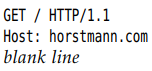 GET / HTTP/1.1
Host: horstmann.com
blank line